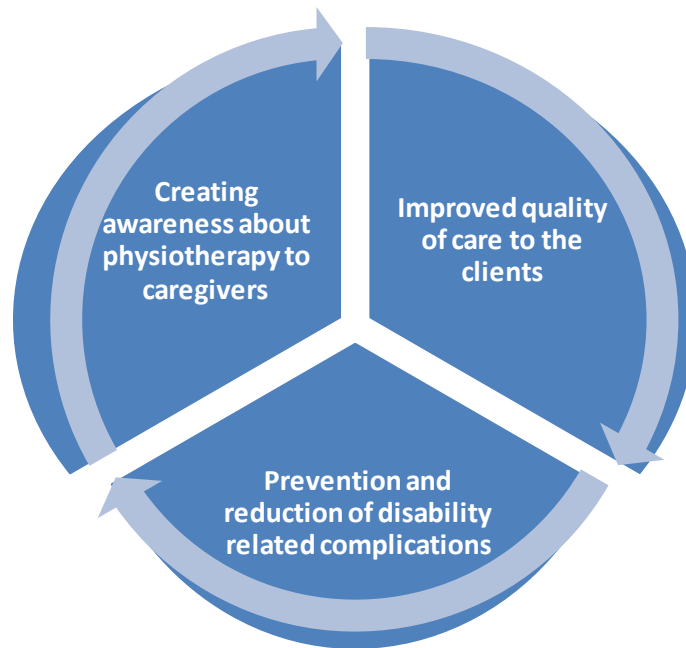 Creating
awareness about
physiotherapy to
caregivers
Improved quality
of care to the
clients
Prevention and
reduction of disability
related complications